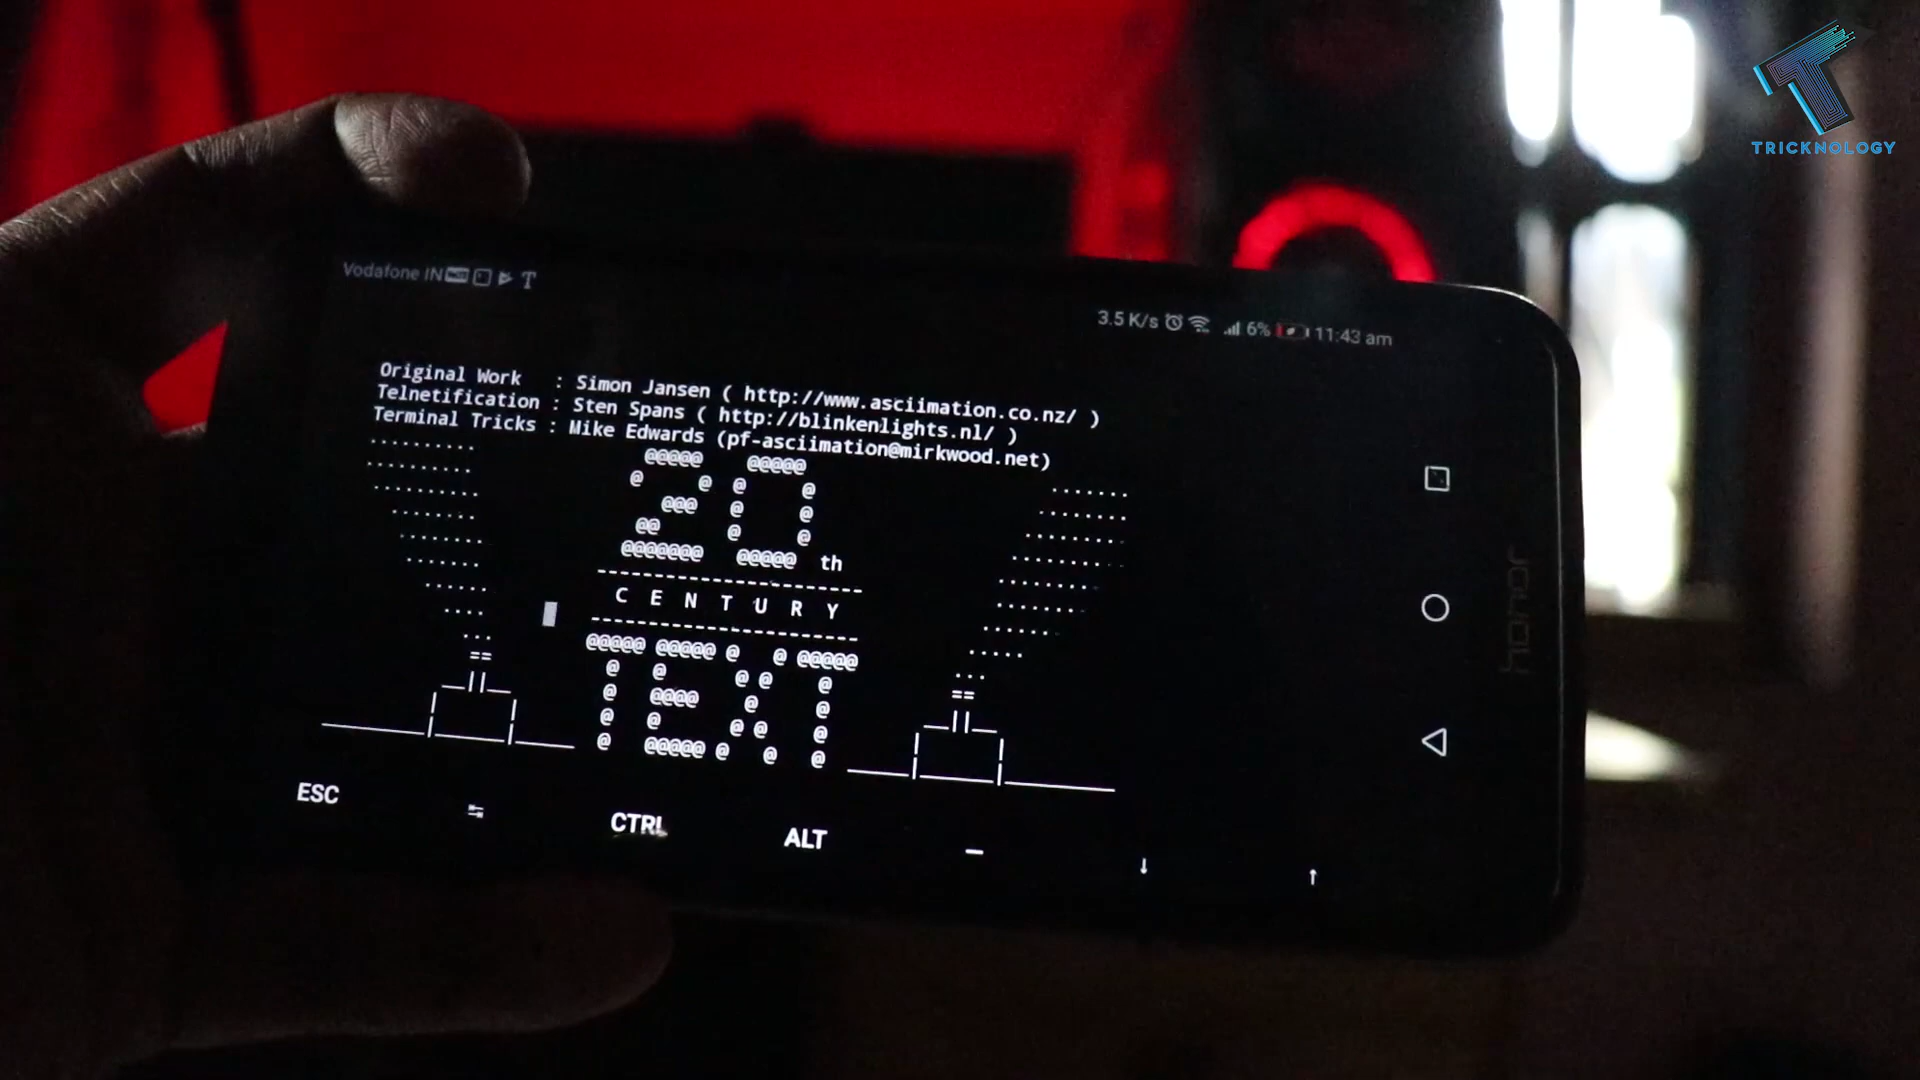 TRICKNOLOGY
Vodafone IN
3.5 K/s 6% 11:43 am
Original Work : Simon Jansen ( http://www.asciimation.co.nz/ )
Telnetification : Sten Spans ( http://blinkenlights.nl/ )
Terminal Tricks : Mike Edwards (pf-asciimation@mirkwood.net)
20 th
CENTURY
TEXT
ESC CTRL ALT
honor